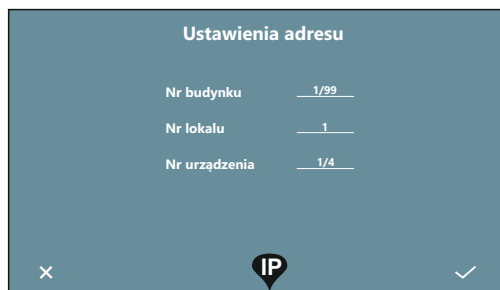 Ustawienia adresu
Nr budynku 1/99
Nr lokalu 1
Nr urządzenia 1/4
IP